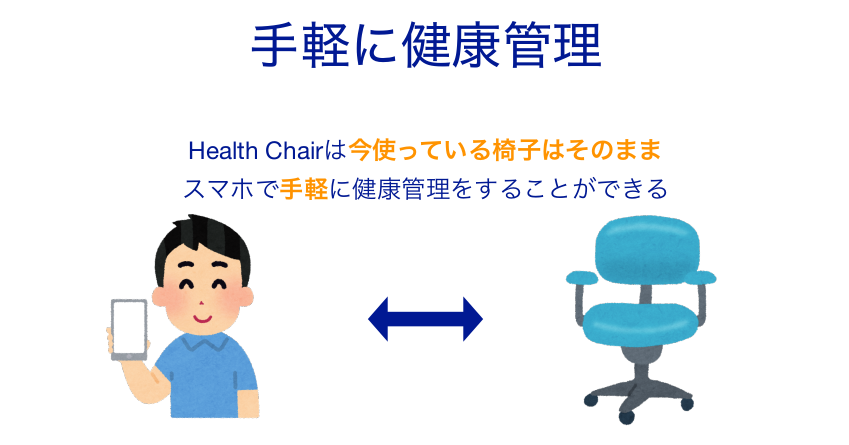 手軽に健康管理
Health Chairは今使っている椅子はそのまま
スマホで手軽に健康管理をすることができる